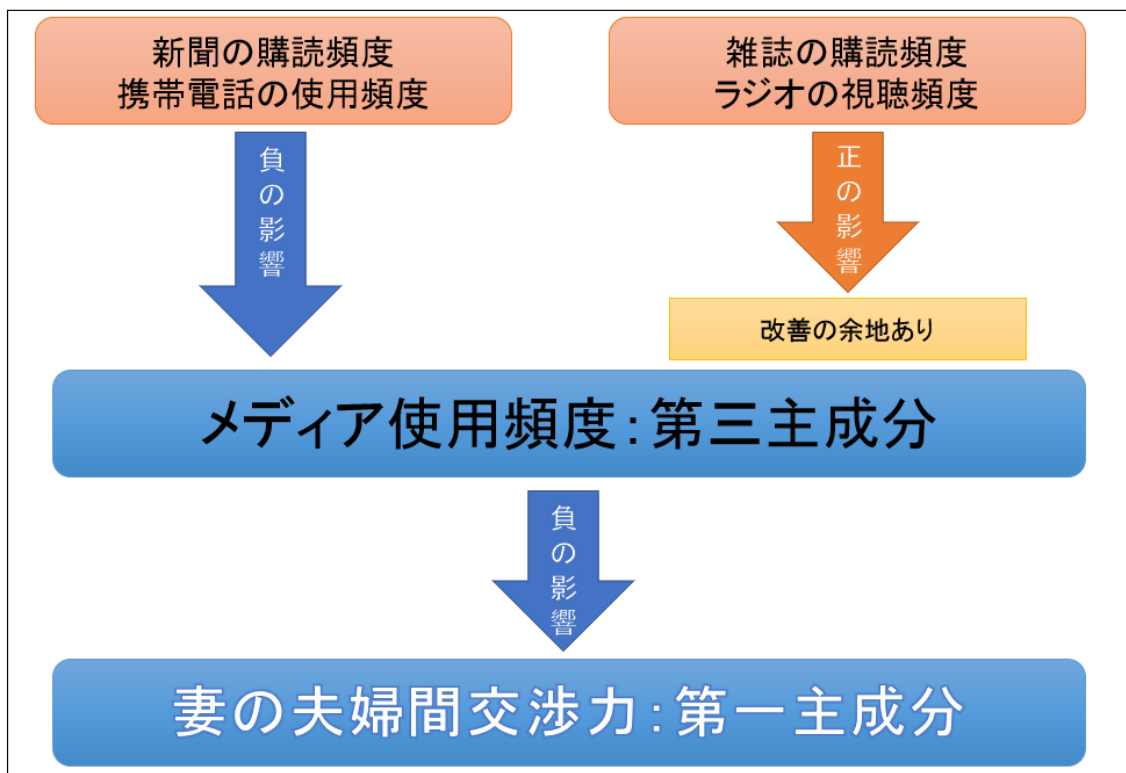 新聞の購読頻度
携帯電話の使用頻度
雑誌の購読頻度
ラジオの視聴頻度
負の影響
正の影響
改善の余地あり
メディア使用頻度：第三主成分
負の影響
妻の夫婦間交渉力：第一主成分